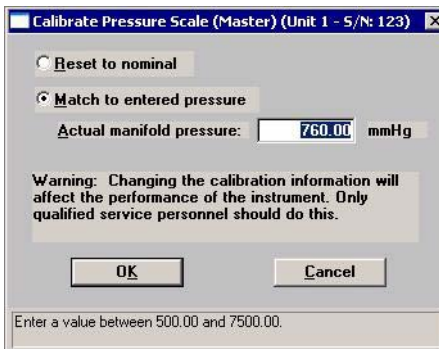 Calibrate Pressure Scale (Master) (Unit 1 - S/N: 123)
Reset to nominal
Match to entered pressure
Actual manifold pressure: 760.00 mmHg
Warning: Changing the calibration information will
affect the performance of the instrument. Only
qualified service personnel should do this.
OK Cancel
Enter a value between 500.00 and 7500.00.